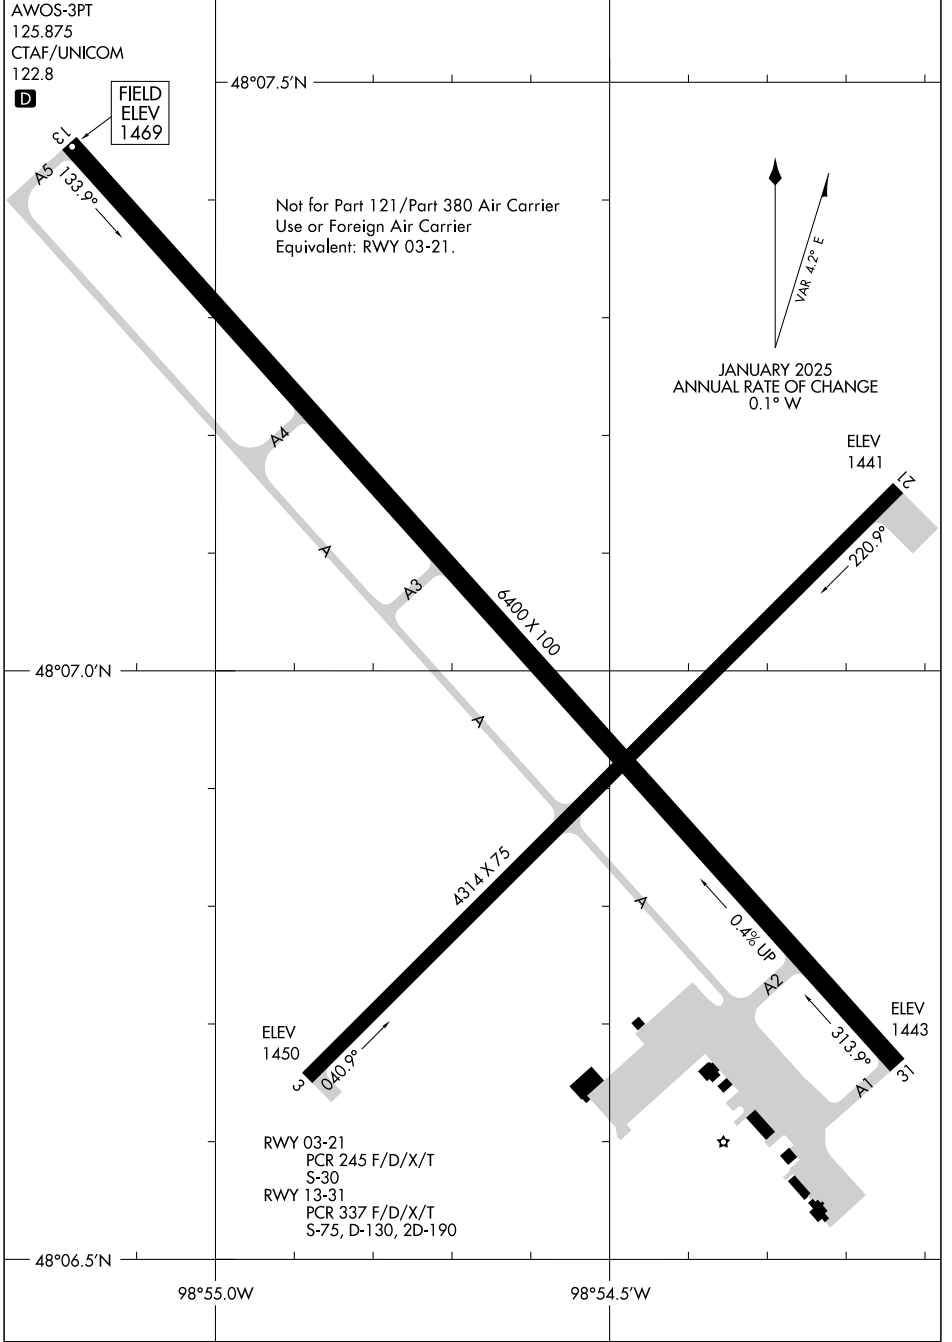 AWOS-3PT
125.875
CTAF/UNICOM
122.8
D
FIELD
ELEV
1469
48°07.5'N
13
A5
133.9°
Not for Part 121/Part 380 Air Carrier
Use or Foreign Air Carrier
Equivalent: RWY 03-21.
VAR 4.2° E
JANUARY 2025
ANNUAL RATE OF CHANGE
0.1° W
ELEV
1441
21
220.9°
A4
A
A3
6400 X 100
48°07.0'N
A
4314 X 75
A
0.4% UP
A2
ELEV
1443
313.9°
31
A1
ELEV
1450
040.9°
3
RWY 03-21
PCR 245 F/D/X/T
S-30
RWY 13-31
PCR 337 F/D/X/T
S-75, D-130, 2D-190
48°06.5'N
98°55.0'W
98°54.5'W